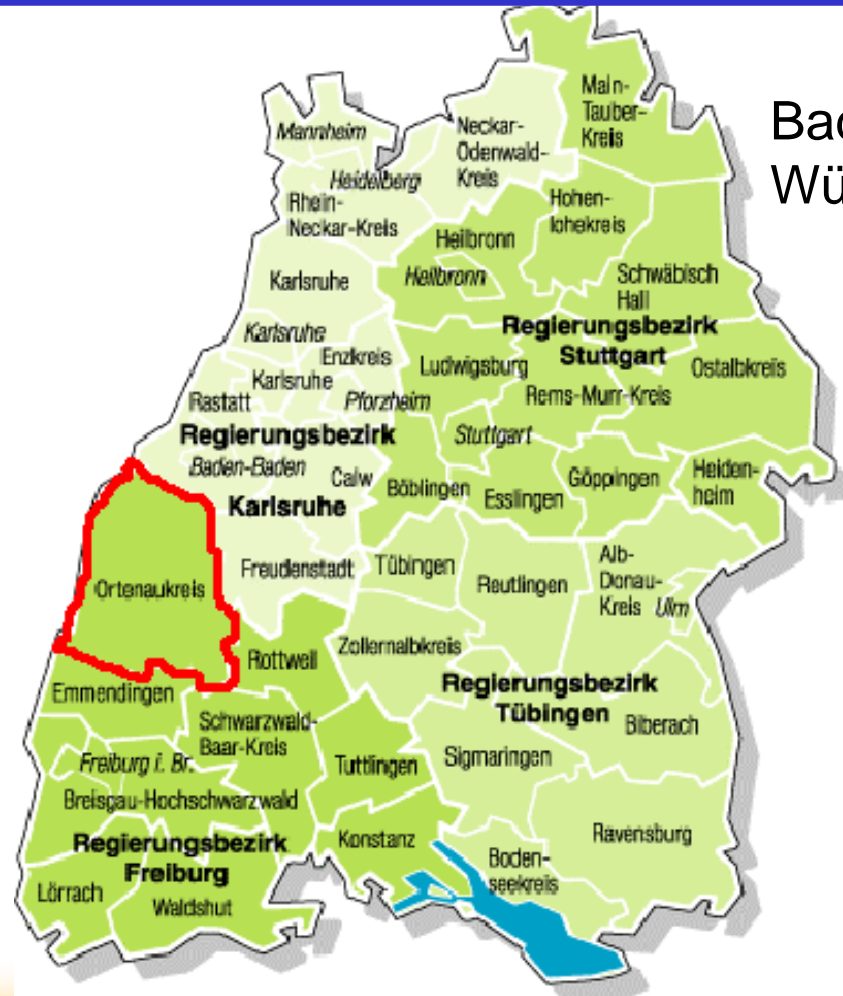 Main-
Tauber-
Kreis
Bad
Wü
Neckar-
Odenwald-
Kreis
Mannheim
Heidelberg
Rhein-
Neckar-Kreis
Hohen-
lohekreis
Heilbronn
Heilbronn
Karlsruhe
Schwäbisch
Hall
Regierungsbezirk
Stuttgart
Karlsruhe
Enzkreis
Ludwigsburg
Ostalbkreis
Karlsruhe
Rastatt
Pforzheim
Rems-Murr-Kreis
Regierungsbezirk
Karlsruhe
Stuttgart
Baden-Baden
Calw
Böblingen
Esslingen
Göppingen
Heiden-
heim
Freudenstadt
Tübingen
Reutlingen
Alb-
Donau-
Kreis
Ulm
Ortenaukreis
Rottweil
Zollernalbkreis
Regierungsbezirk
Tübingen
Biberach
Emmendingen
Schwarzwald-
Baar-Kreis
Freiburg i. Br.
Tuttlingen
Sigmaringen
Breisgau-Hochschwarzwald
Regierungsbezirk
Freiburg
Konstanz
Ravensburg
Boden-
seekreis
Lörrach
Waldshut